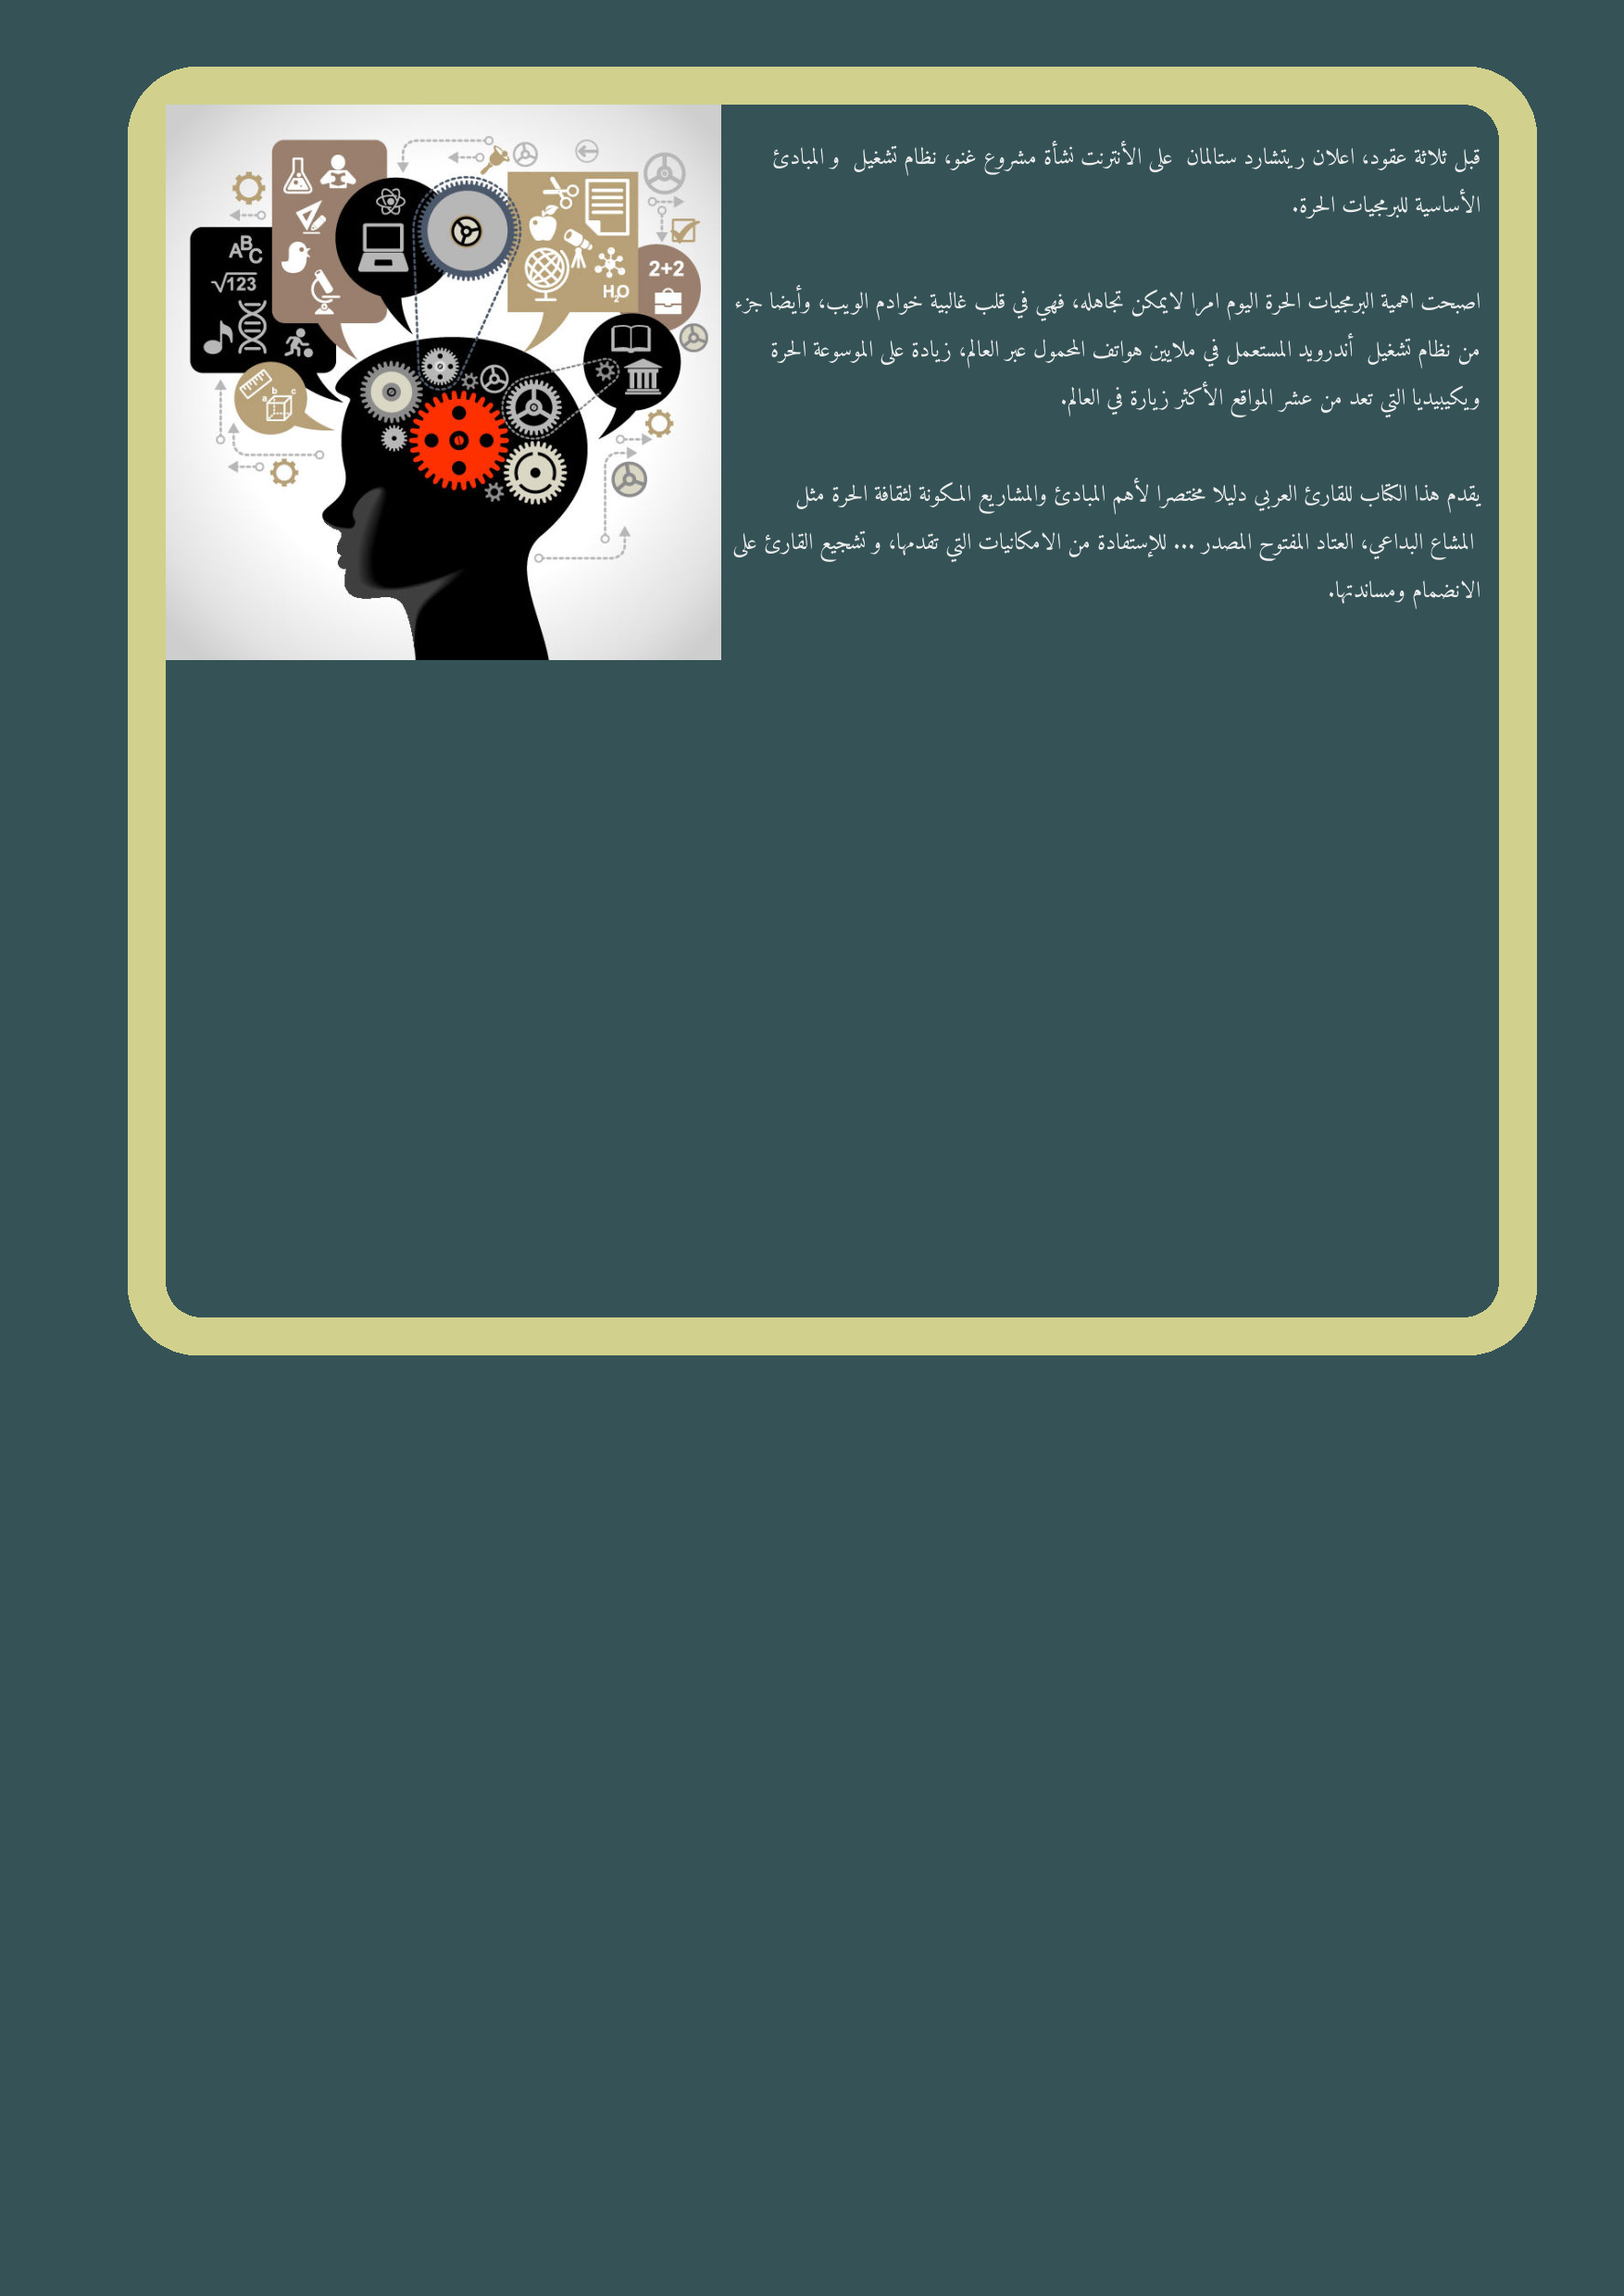 قبل ثلاثة عقود، اعلان ريتشارد ستالمان على الأنترنت نشأة مشروع غنو، نظام تشغيل و المبادئ
الأساسية للبرمجيات الحرة.
اصبحت اهمية البرمجيات الحرة اليوم امرا لايمكن تجاهله، فهي في قلب غالبية خوادم الويب، وأيضا جزء
من نظام تشغيل أندرويد المستعمل في ملايين هواتف المحمول عبر العالم، زيادة على الموسوعة الحرة
ويكيبيديا التي تعد من عشر المواقع الأكثر زيارة في العالم.
يقدم هذا الكتاب للقارئ العربي دليلا مختصرا لأهم المبادئ والمشاريع المكونة لثقافة الحرة مثل
المشاع البداعي، العتاد المفتوح المصدر ... للإستفادة من الامكانيات التي تقدمها، و تشجيع القارئ على
الانضمام ومساندتها.
ABC
√123
2+2
H2O
a b c